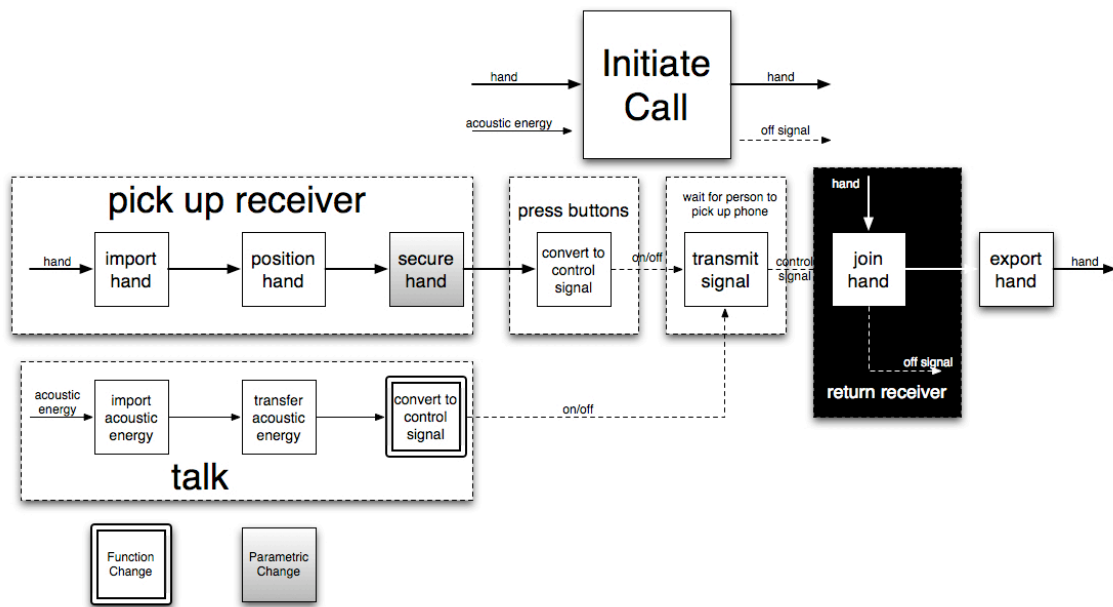 Initiate
Call
hand
hand
acoustic energy
off signal
pick up receiver
hand
import
hand
position
hand
secure
hand
press buttons
convert to
control
signal
on/off
wait for person to
pick up phone
transmit
signal
control
signal
hand
join
hand
off signal
return receiver
export
hand
hand
acoustic
energy
import
acoustic
energy
transfer
acoustic
energy
convert to
control
signal
on/off
talk
Function
Change
Parametric
Change